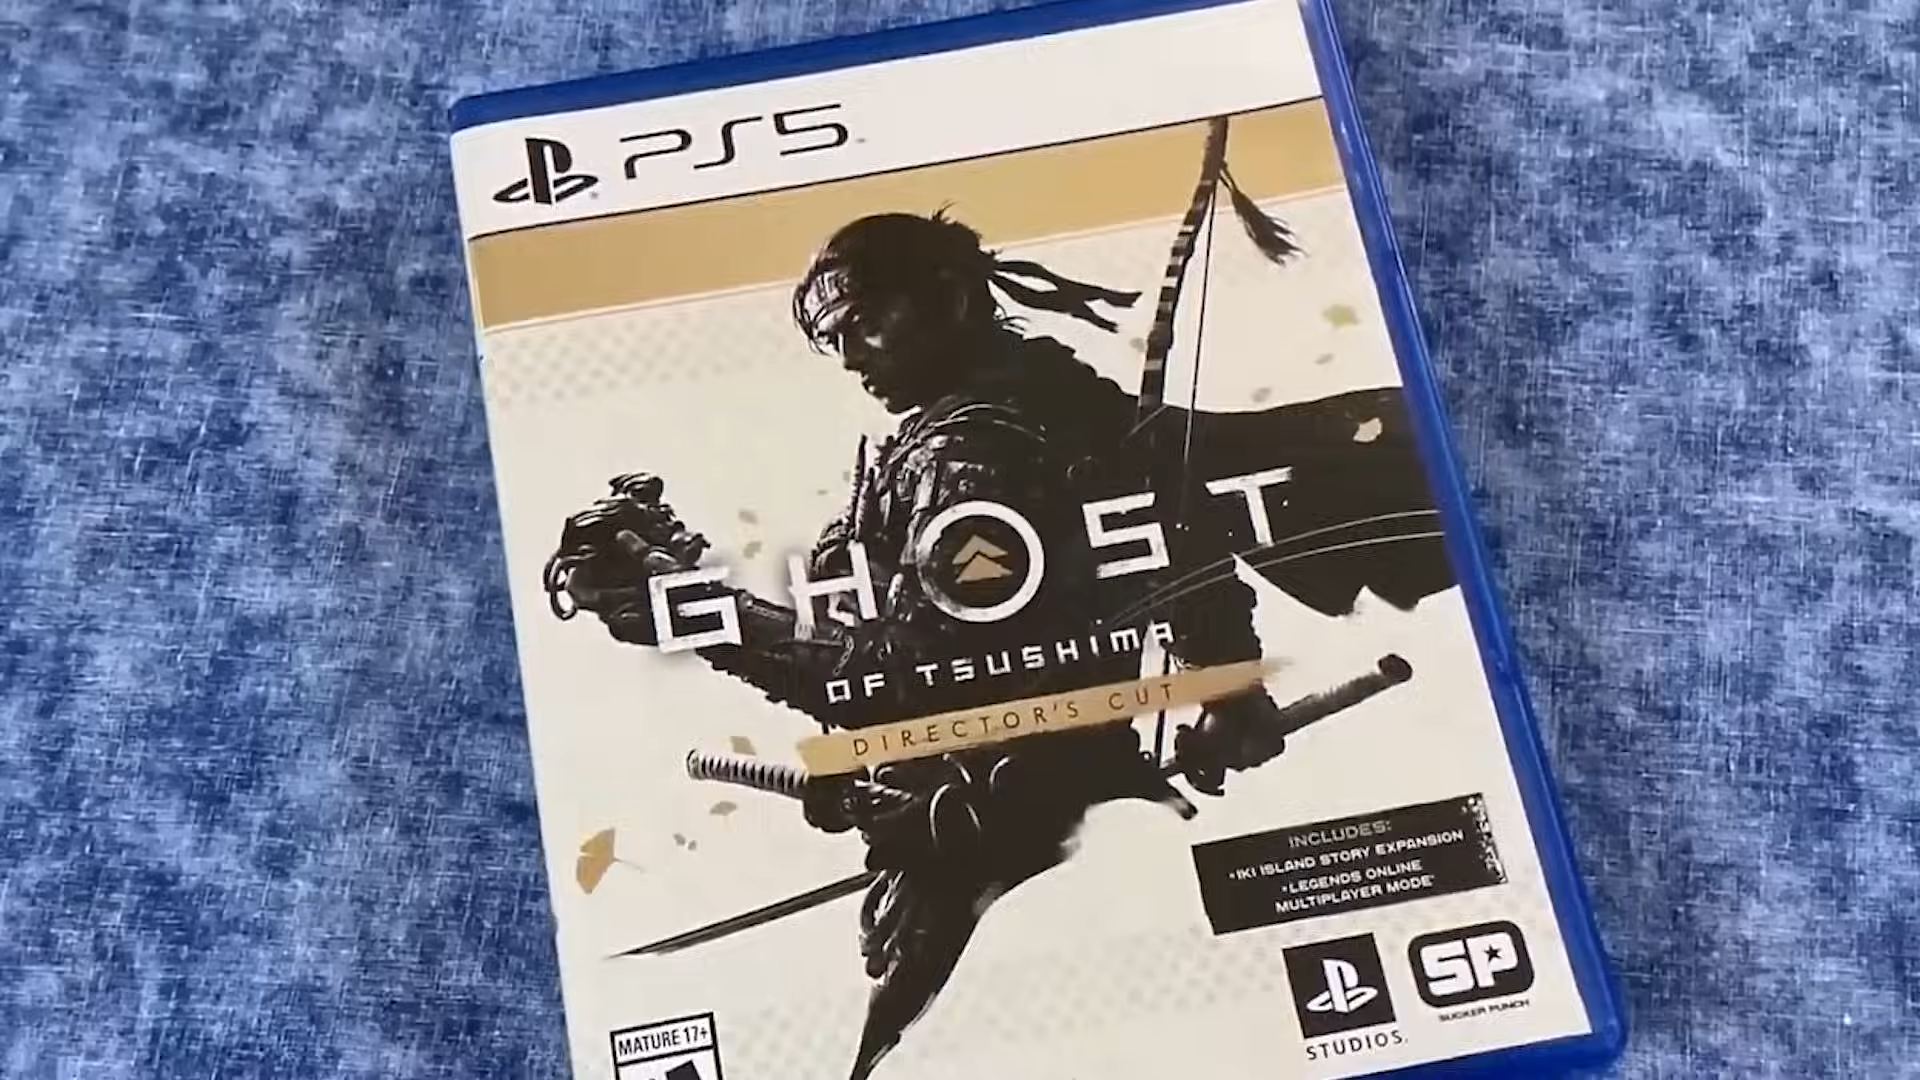 PS5
GHOST
OF TSUSHIMA
DIRECTOR'S CUT
INCLUDES:
•IKI ISLAND STORY EXPANSION
•LEGENDS ONLINE
MULTIPLAYER MODE*
SP
SUCKER PUNCH
STUDIOS.
MATURE 17+